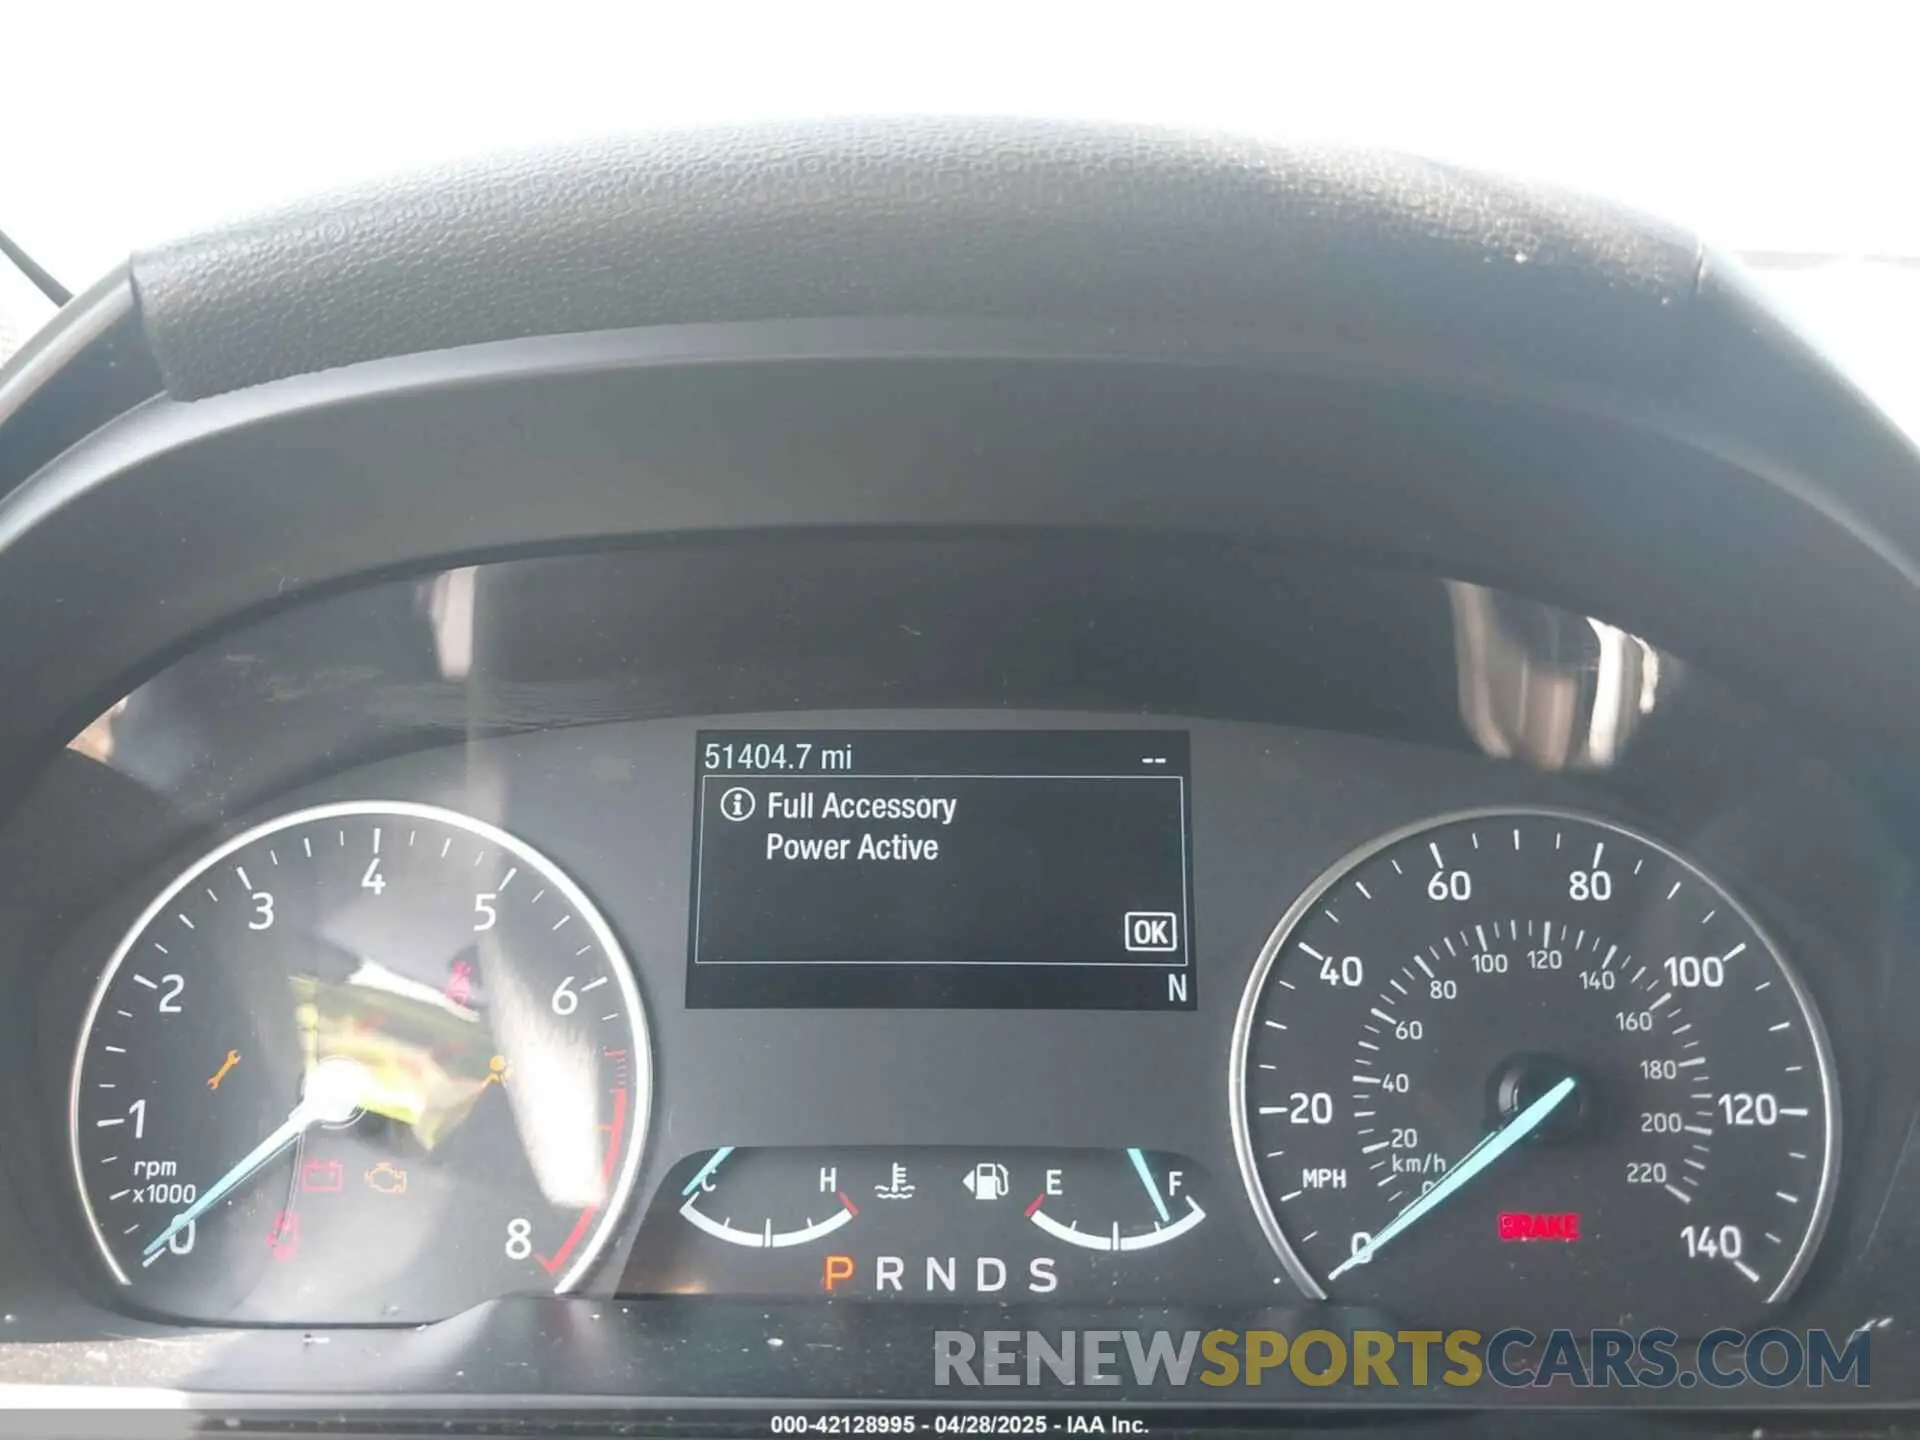 51404.7 mi --
Full Accessory
Power Active
OK
N
0 1 2 3 4 5 6 8
rpm
x1000
C H E F
P R N D S
0 20 40 60 80 100 120 140
MPH
20 40 60 80 100 120 140 160 180 200 220
km/h
BRAKE
RENEWSPORTSCARS.COM
000-42128995 - 04/28/2025 - IAA Inc.